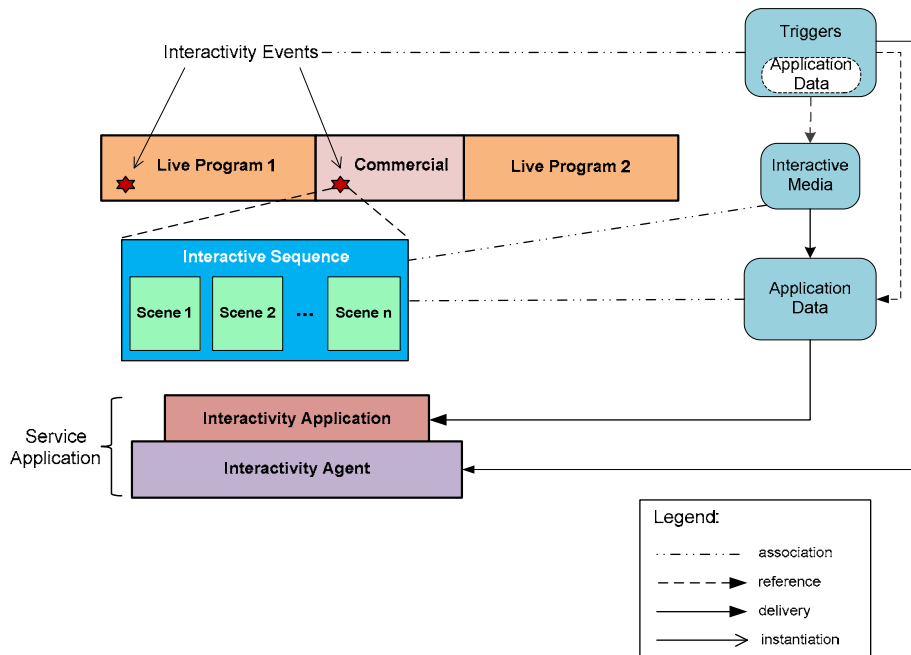 Triggers
Application
Data
Interactivity Events
Live Program 1
Commercial
Live Program 2
Interactive
Media
Interactive Sequence
Scene 1
Scene 2
...
Scene n
Application
Data
Service
Application
Interactivity Application
Interactivity Agent
Legend:
association
reference
delivery
instantiation